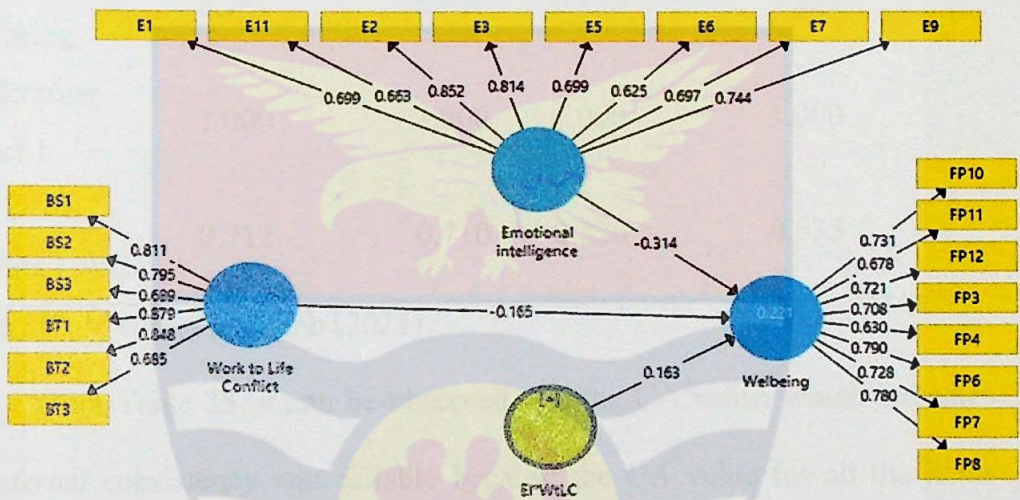 E1 E11 E2 E3 E5 E6 E7 E9
0.699 0.663 0.852 0.814 0.699 0.625 0.697 0.744
Emotional
intelligence
BS1
BS2
BS3
BT1
BT2
BT3
0.811
0.795
0.689
0.879
0.848
0.685
Work to Life
Conflict
-0.314
-0.165
0.163
0.221
Welbeing
EI*WtLC
FP10
FP11
FP12
FP3
FP4
FP6
FP7
FP8
0.731
0.678
0.721
0.708
0.630
0.790
0.728
0.780